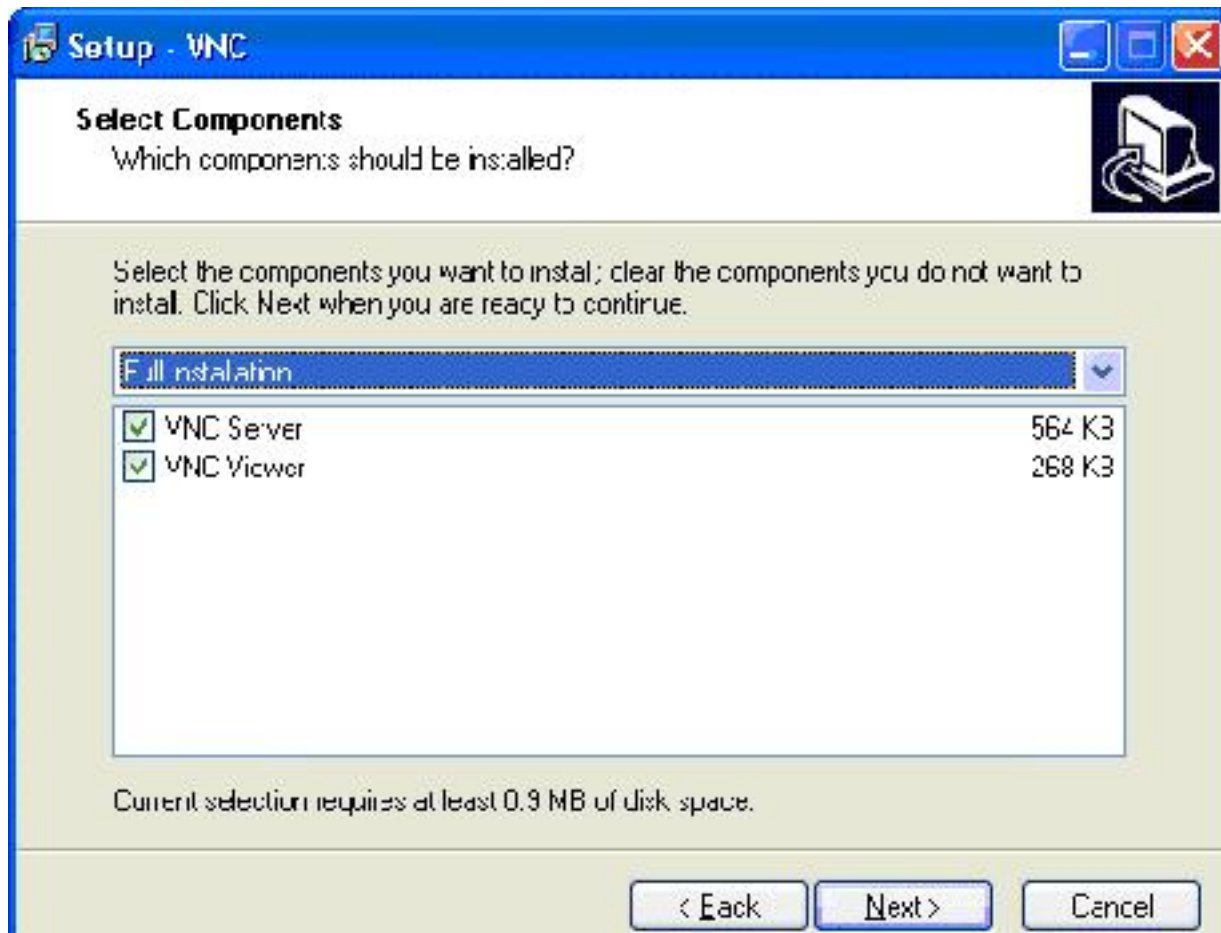 Setup - VNC
Select Components
Which components should be installed?
Select the components you want to install; clear the components you do not want to
install. Click Next when you are ready to continue.
Full installation
VNC Server 564 KB
VNC Viewer 268 KB
Current selection requires at least 0.9 MB of disk space.
< Back Next > Cancel